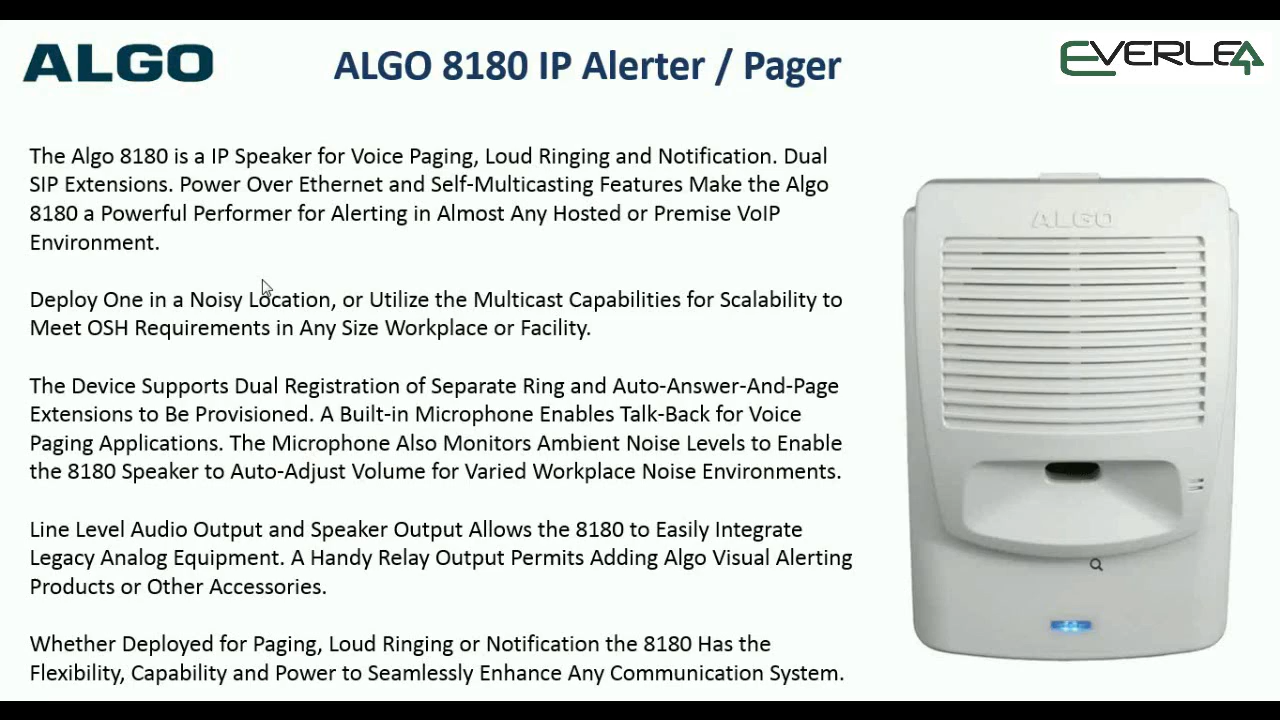 ALGO
ALGO 8180 IP Alerter / Pager
EVERLEA
The Algo 8180 is a IP Speaker for Voice Paging, Loud Ringing and Notification. Dual
SIP Extensions. Power Over Ethernet and Self-Multicasting Features Make the Algo
8180 a Powerful Performer for Alerting in Almost Any Hosted or Premise VoIP
Environment.
Deploy One in a Noisy Location, or Utilize the Multicast Capabilities for Scalability to
Meet OSH Requirements in Any Size Workplace or Facility.
The Device Supports Dual Registration of Separate Ring and Auto-Answer-And-Page
Extensions to Be Provisioned. A Built-in Microphone Enables Talk-Back for Voice
Paging Applications. The Microphone Also Monitors Ambient Noise Levels to Enable
the 8180 Speaker to Auto-Adjust Volume for Varied Workplace Noise Environments.
Line Level Audio Output and Speaker Output Allows the 8180 to Easily Integrate
Legacy Analog Equipment. A Handy Relay Output Permits Adding Algo Visual Alerting
Products or Other Accessories.
Whether Deployed for Paging, Loud Ringing or Notification the 8180 Has the
Flexibility, Capability and Power to Seamlessly Enhance Any Communication System.
ALGO